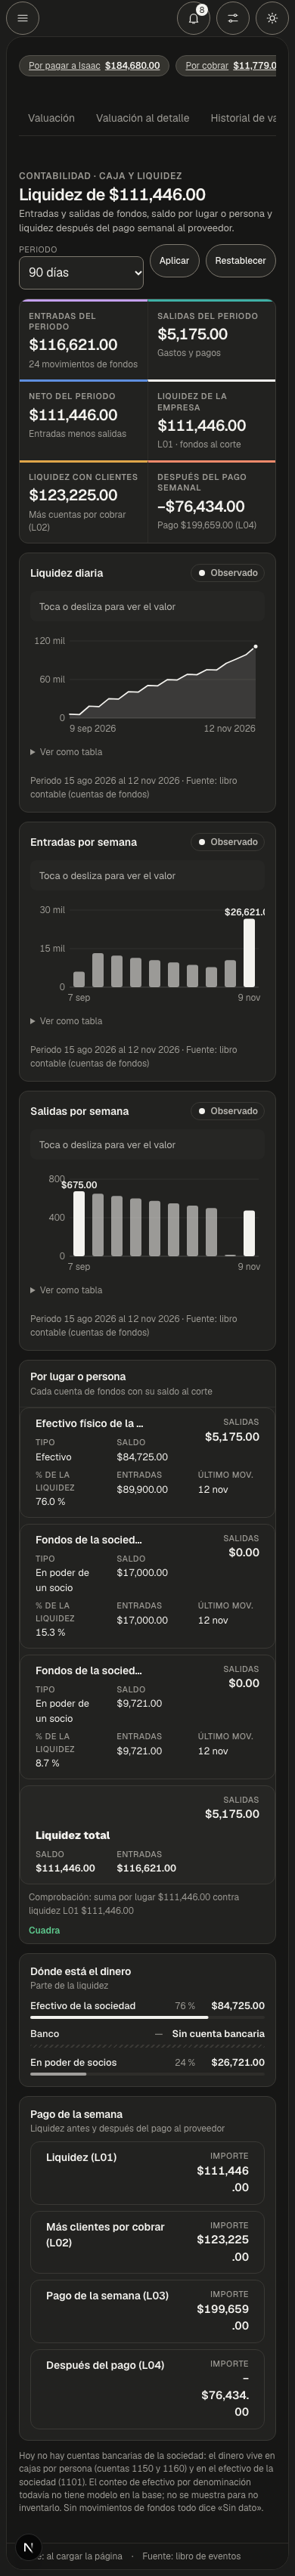 8
Por pagar a Isaac $184,680.00
Por cobrar $11,779.0
Valuación Valuación al detalle Historial de va
CONTABILIDAD · CAJA Y LIQUIDEZ
Liquidez de $111,446.00
Entradas y salidas de fondos, saldo por lugar o persona y
liquidez después del pago semanal al proveedor.
PERIODO
90 días
Aplicar
Restablecer
ENTRADAS DEL
PERIODO
$116,621.00
24 movimientos de fondos
SALIDAS DEL PERIODO
$5,175.00
Gastos y pagos
NETO DEL PERIODO
$111,446.00
Entradas menos salidas
LIQUIDEZ DE LA
EMPRESA
$111,446.00
L01 · fondos al corte
LIQUIDEZ CON CLIENTES
$123,225.00
Más cuentas por cobrar
(L02)
DESPUÉS DEL PAGO
SEMANAL
−$76,434.00
Pago $199,659.00 (L04)
Liquidez diaria
Observado
Toca o desliza para ver el valor
120 mil
60 mil
0
9 sep 2026 12 nov 2026
Ver como tabla
Periodo 15 ago 2026 al 12 nov 2026 · Fuente: libro
contable (cuentas de fondos)
Entradas por semana
Observado
Toca o desliza para ver el valor
30 mil
$26,621.0
15 mil
0
7 sep 9 nov
Ver como tabla
Periodo 15 ago 2026 al 12 nov 2026 · Fuente: libro
contable (cuentas de fondos)
Salidas por semana
Observado
Toca o desliza para ver el valor
800
$675.00
400
0
7 sep 9 nov
Ver como tabla
Periodo 15 ago 2026 al 12 nov 2026 · Fuente: libro
contable (cuentas de fondos)
Por lugar o persona
Cada cuenta de fondos con su saldo al corte
Efectivo físico de la ...
SALIDAS
$5,175.00
TIPO SALDO
Efectivo $84,725.00
% DE LA
LIQUIDEZ
76.0 %
ENTRADAS
$89,900.00
ÚLTIMO MOV.
12 nov
Fondos de la socied...
SALIDAS
$0.00
TIPO
En poder de
un socio
SALDO
$17,000.00
% DE LA
LIQUIDEZ
15.3 %
ENTRADAS
$17,000.00
ÚLTIMO MOV.
12 nov
Fondos de la socied...
SALIDAS
$0.00
TIPO
En poder de
un socio
SALDO
$9,721.00
% DE LA
LIQUIDEZ
8.7 %
ENTRADAS
$9,721.00
ÚLTIMO MOV.
12 nov
SALIDAS
$5,175.00
Liquidez total
SALDO ENTRADAS
$111,446.00 $116,621.00
Comprobación: suma por lugar $111,446.00 contra
liquidez L01 $111,446.00
Cuadra
Dónde está el dinero
Parte de la liquidez
Efectivo de la sociedad 76 % $84,725.00
Banco — Sin cuenta bancaria
En poder de socios 24 % $26,721.00
Pago de la semana
Liquidez antes y después del pago al proveedor
Liquidez (L01)
IMPORTE
$111,446
.00
Más clientes por cobrar
(L02)
IMPORTE
$123,225
.00
Pago de la semana (L03)
IMPORTE
$199,659
.00
Después del pago (L04)
IMPORTE
−
$76,434.
00
Hoy no hay cuentas bancarias de la sociedad: el dinero vive en
cajas por persona (cuentas 1150 y 1160) y en el efectivo de la
sociedad (1101). El conteo de efectivo por denominación
todavía no tiene modelo en la base; no se muestra para no
inventarlo. Sin movimientos de fondos todo dice «Sin dato».
N
al cargar la página · Fuente: libro de eventos